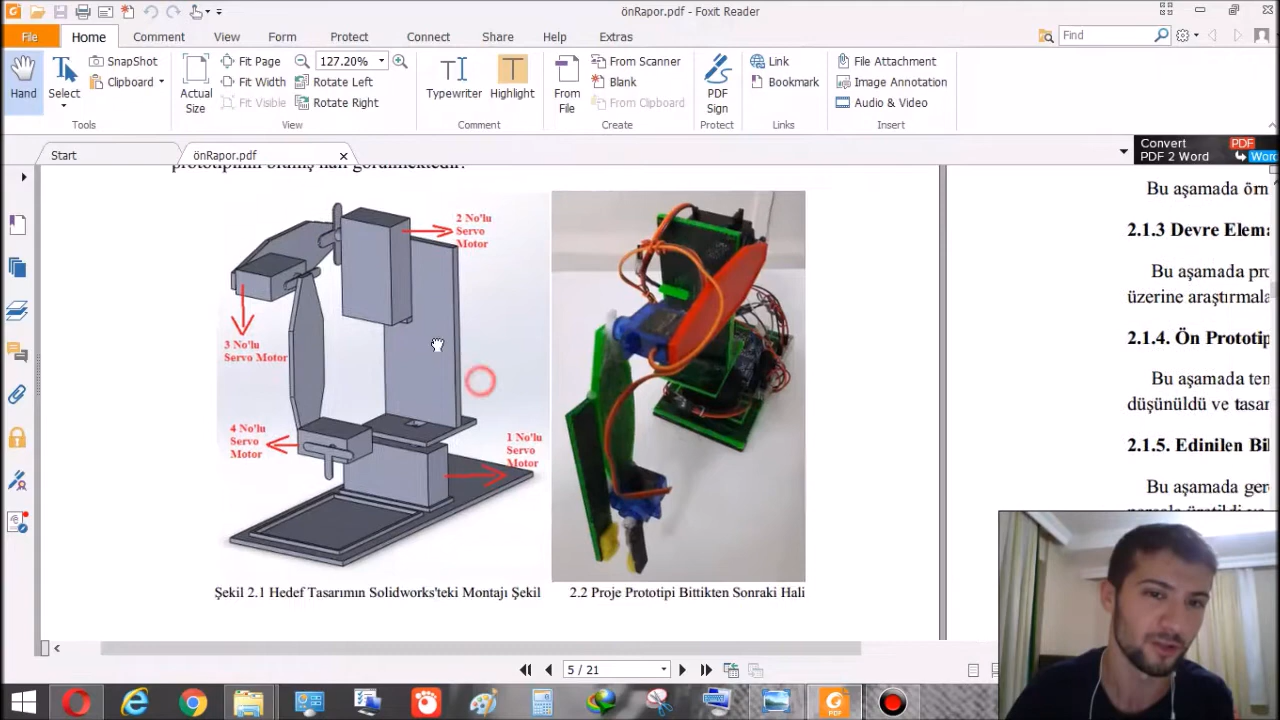 önRapor.pdf - Foxit Reader
File
Home
Comment
View
Form
Protect
Connect
Share
Help
Extras
Find
Hand
Select
SnapShot
Clipboard
Tools
Actual
Size
Fit Page
Fit Width
Fit Visible
127.20%
Rotate Left
Rotate Right
View
Typewriter
Highlight
Comment
From
File
From Scanner
Blank
From Clipboard
Create
PDF
Sign
Protect
Link
Bookmark
Links
File Attachment
Image Annotation
Audio & Video
Insert
Start
önRapor.pdf
Convert
PDF 2 Word
PDF
Word
2 No'lu
Servo
Motor
3 No'lu
Servo Motor
4 No'lu
Servo
Motor
1 No'lu
Servo
Motor
Şekil 2.1 Hedef Tasarımın Solidworks'teki Montajı Şekil
2.2 Proje Prototipi Bittikten Sonraki Hali
Bu aşamada örn
2.1.3 Devre Elema
Bu aşamada pro
üzerine araştırmala
2.1.4. Ön Prototip
Bu aşamada ten
düşünüldü ve tasar
2.1.5. Edinilen Bil
Bu aşamada ger
5 / 21
PDF